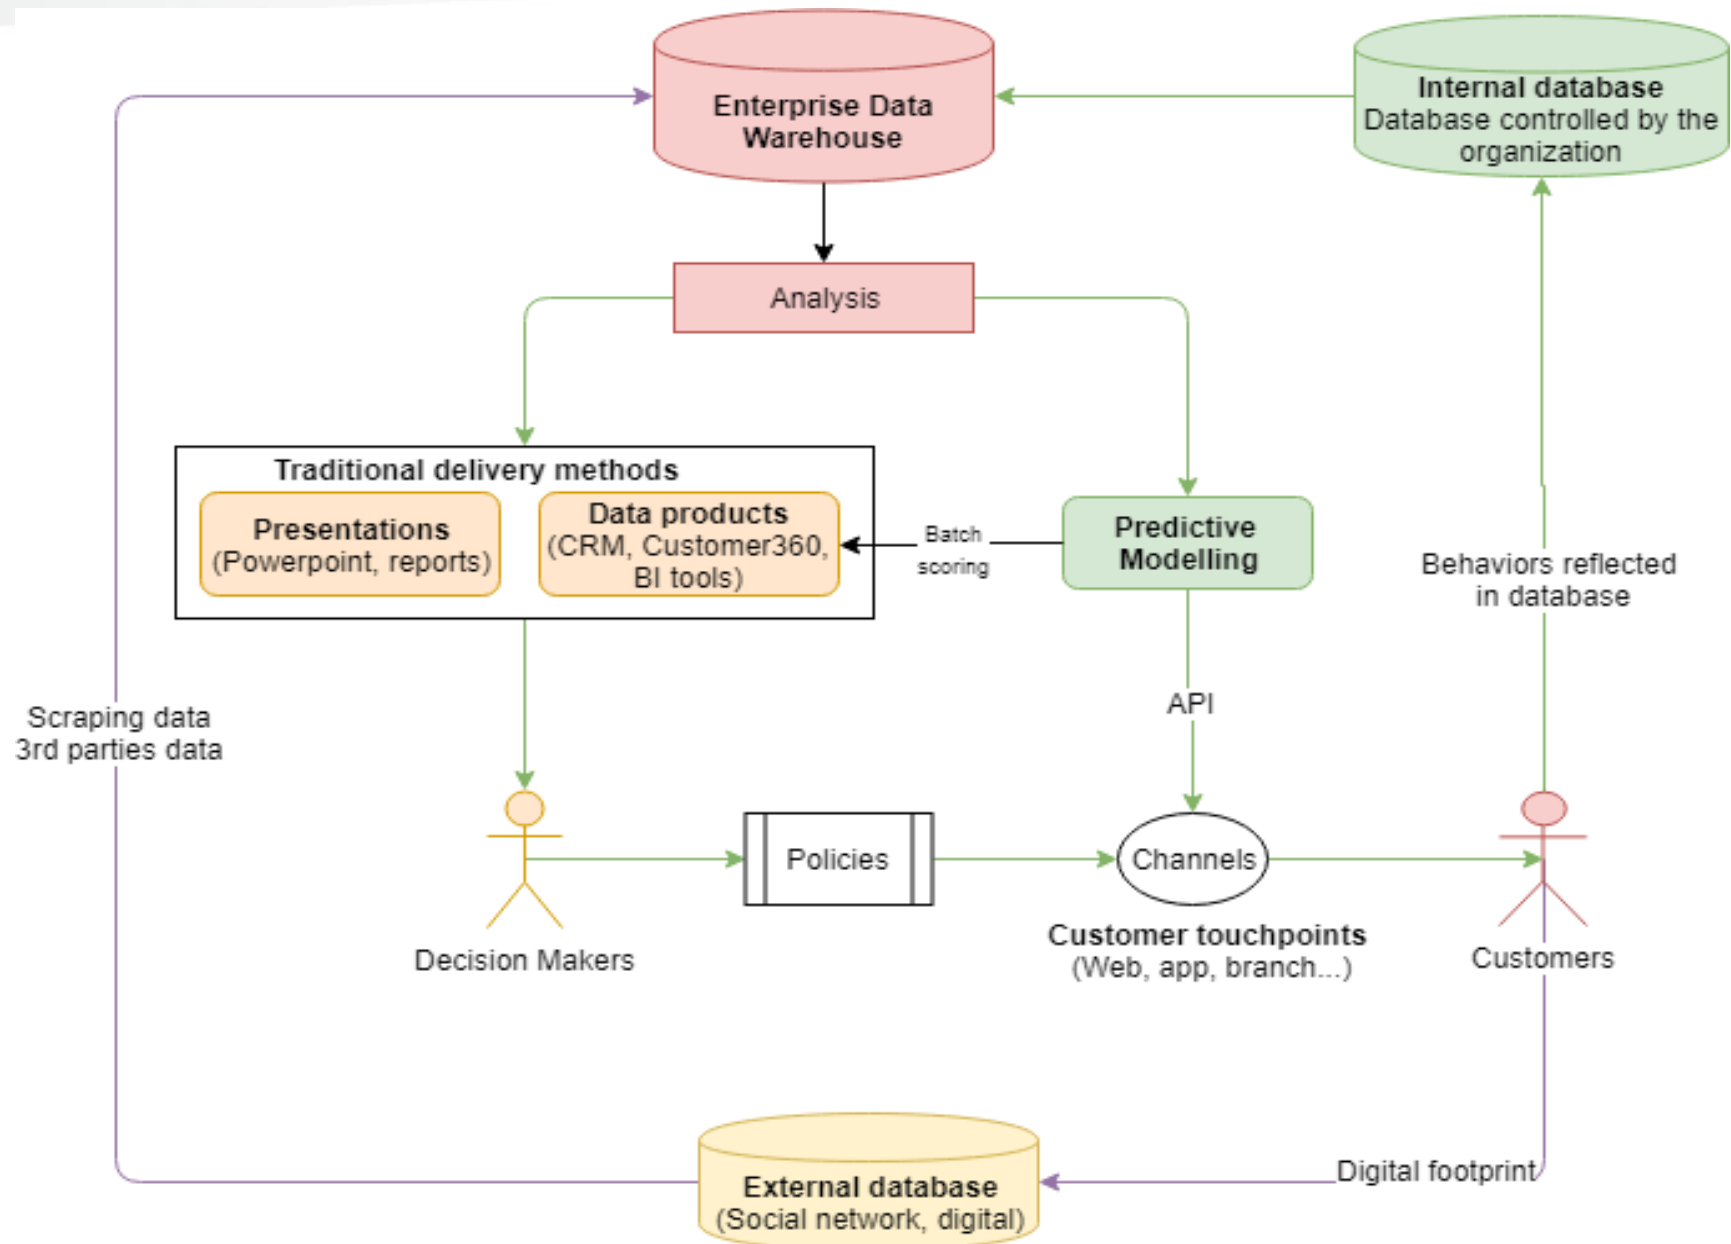 Enterprise Data
Warehouse
Internal database
Database controlled by the
organization
Analysis
Traditional delivery methods
Presentations
(Powerpoint, reports)
Data products
(CRM, Customer360,
BI tools)
Batch
scoring
Predictive
Modelling
Behaviors reflected
in database
Scraping data
3rd parties data
API
Policies
Channels
Decision Makers
Customer touchpoints
(Web, app, branch...)
Customers
Digital footprint
External database
(Social network, digital)